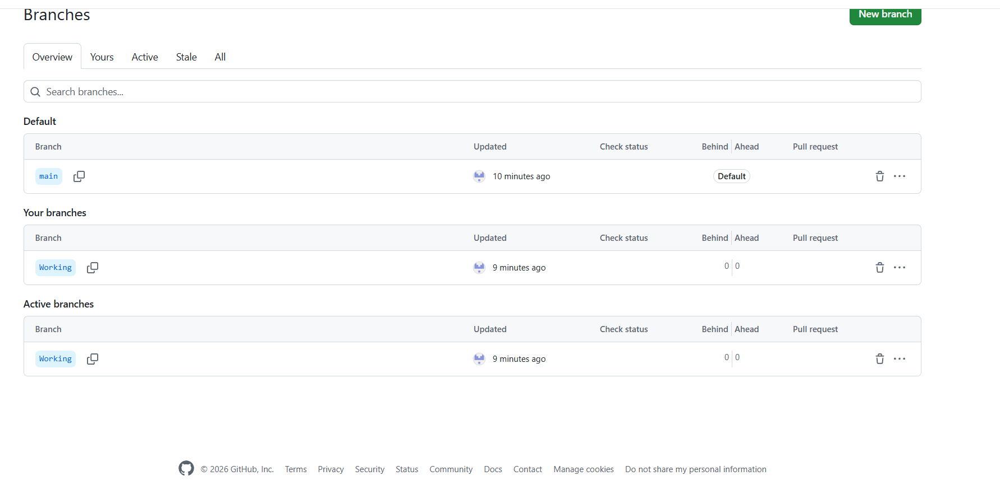 Branches
New branch
Overview Yours Active Stale All
Search branches...
Default
Branch Updated Check status Behind Ahead Pull request
main 10 minutes ago Default
Your branches
Branch Updated Check status Behind Ahead Pull request
Working 9 minutes ago 0 0
Active branches
Branch Updated Check status Behind Ahead Pull request
Working 9 minutes ago 0 0
© 2026 GitHub, Inc. Terms Privacy Security Status Community Docs Contact Manage cookies Do not share my personal information